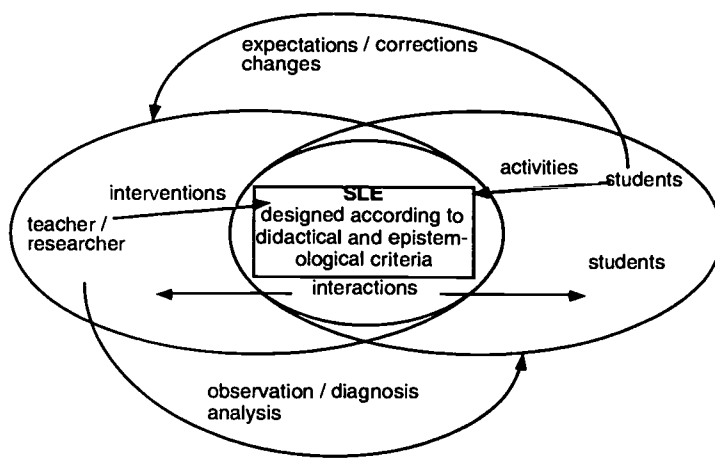 expectations / corrections
changes
activities
students
interventions
SLE
designed according to
didactical and epistem-
ological criteria
teacher /
researcher
students
interactions
observation / diagnosis
analysis